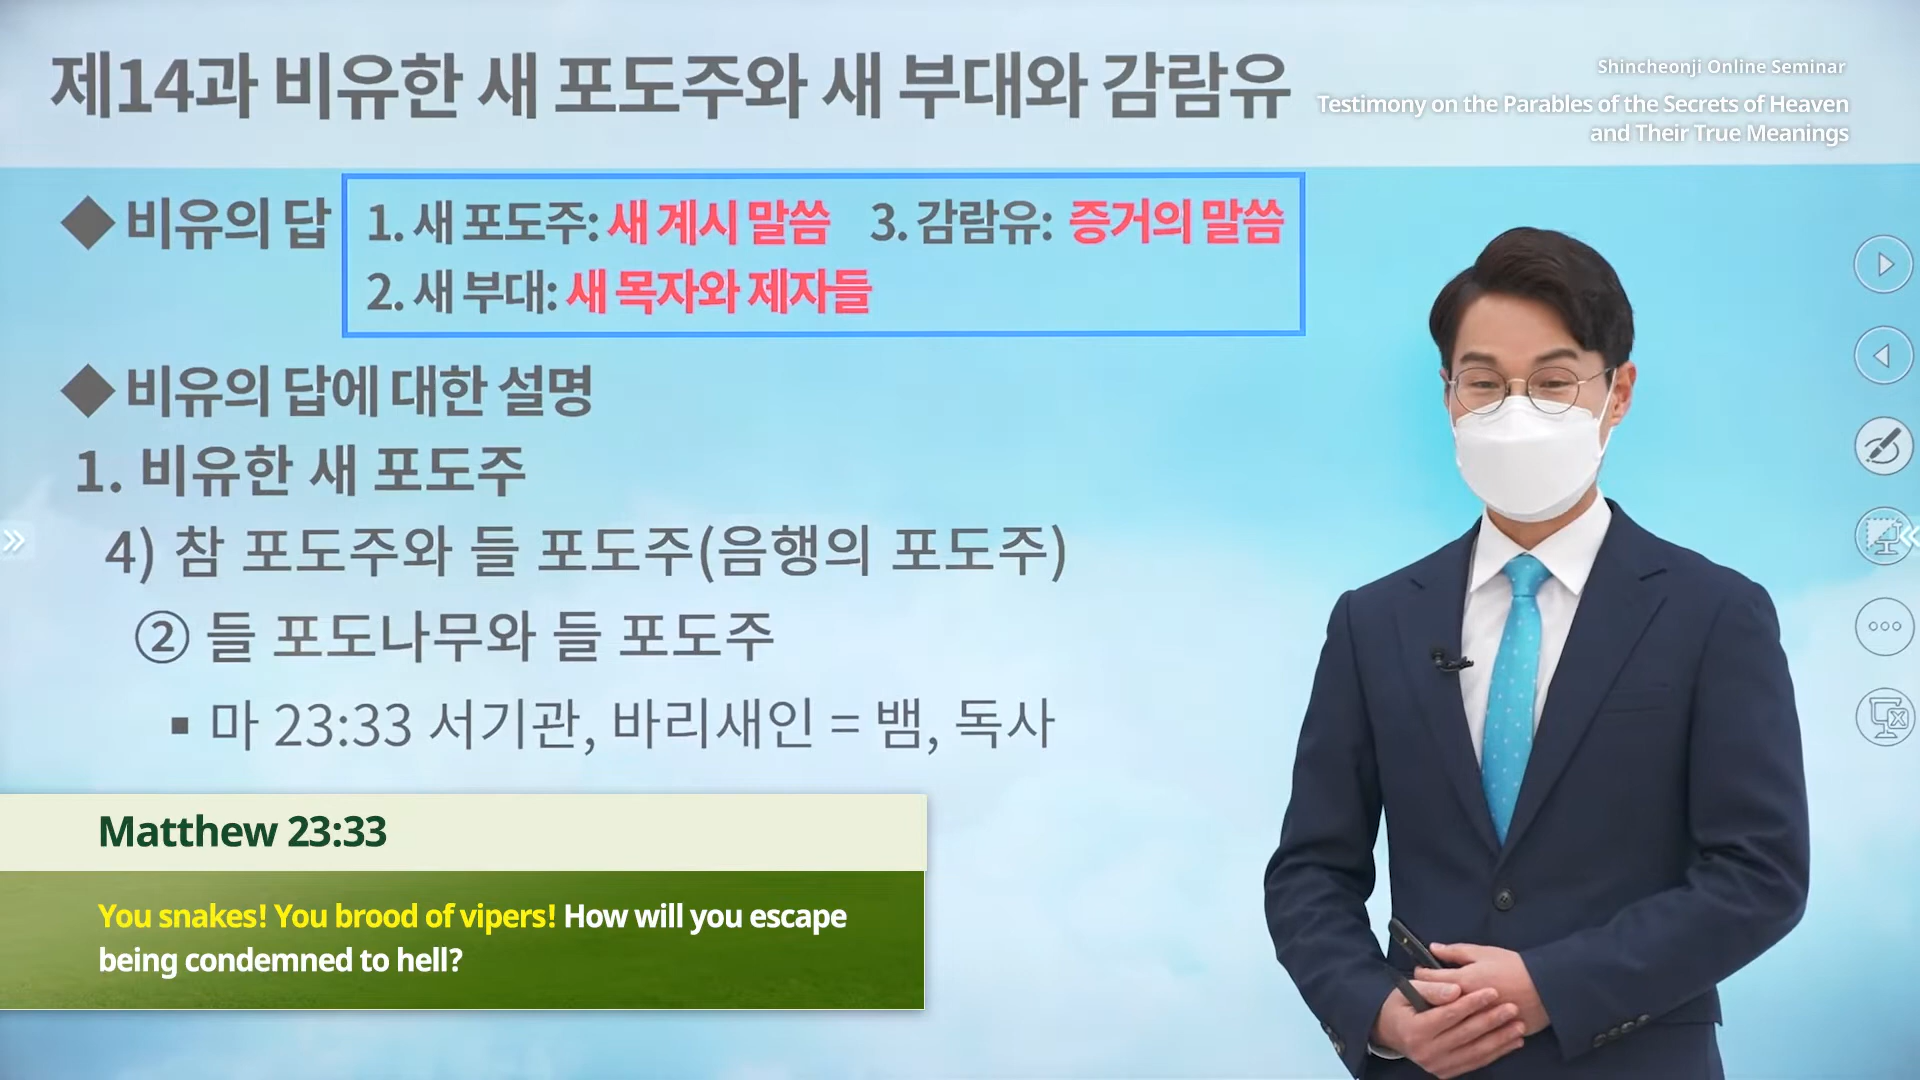 제14과 비유한 새 포도주와 새 부대와 감람유
Shincheonji Online Seminar
Testimony on the Parables of the Secrets of Heaven
and Their True Meanings
◆ 비유의 답
1. 새 포도주: 새 계시 말씀 3. 감람유: 증거의 말씀
2. 새 부대: 새 목자와 제자들
◆ 비유의 답에 대한 설명
1. 비유한 새 포도주
4) 참 포도주와 들 포도주(음행의 포도주)
② 들 포도나무와 들 포도주
▪ 마 23:33 서기관, 바리새인 = 뱀, 독사
Matthew 23:33
You snakes! You brood of vipers! How will you escape
being condemned to hell?